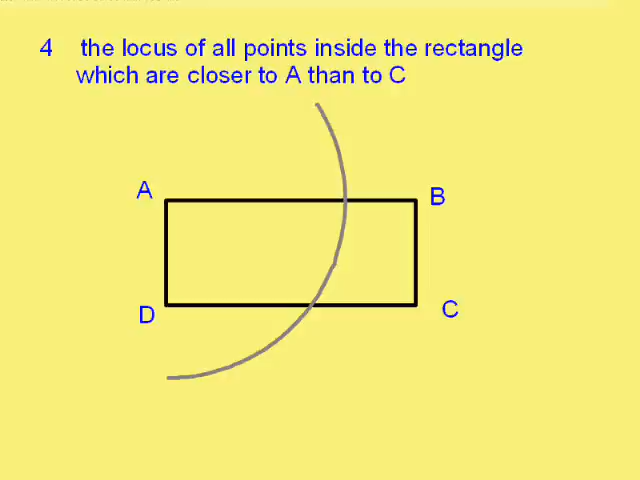 4 the locus of all points inside the rectangle
which are closer to A than to C
A
B
D
C